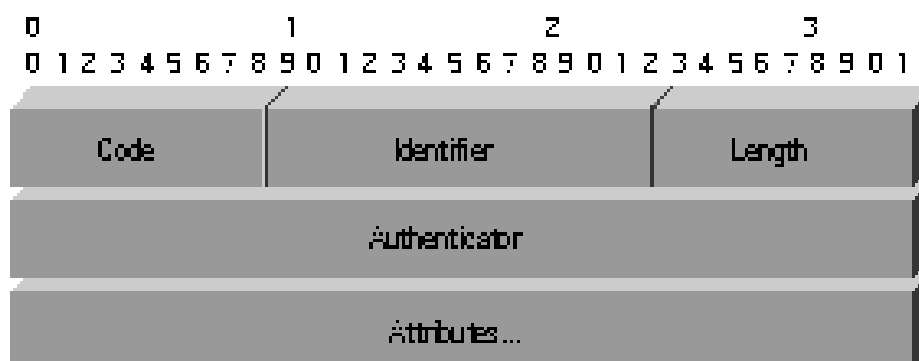 0 1 2 3
0 1 2 3 4 5 6 7 8 9 0 1 2 3 4 5 6 7 8 9 0 1 2 3 4 5 6 7 8 9 0 1
Code Identifier Length
Authenticator
Attributes...